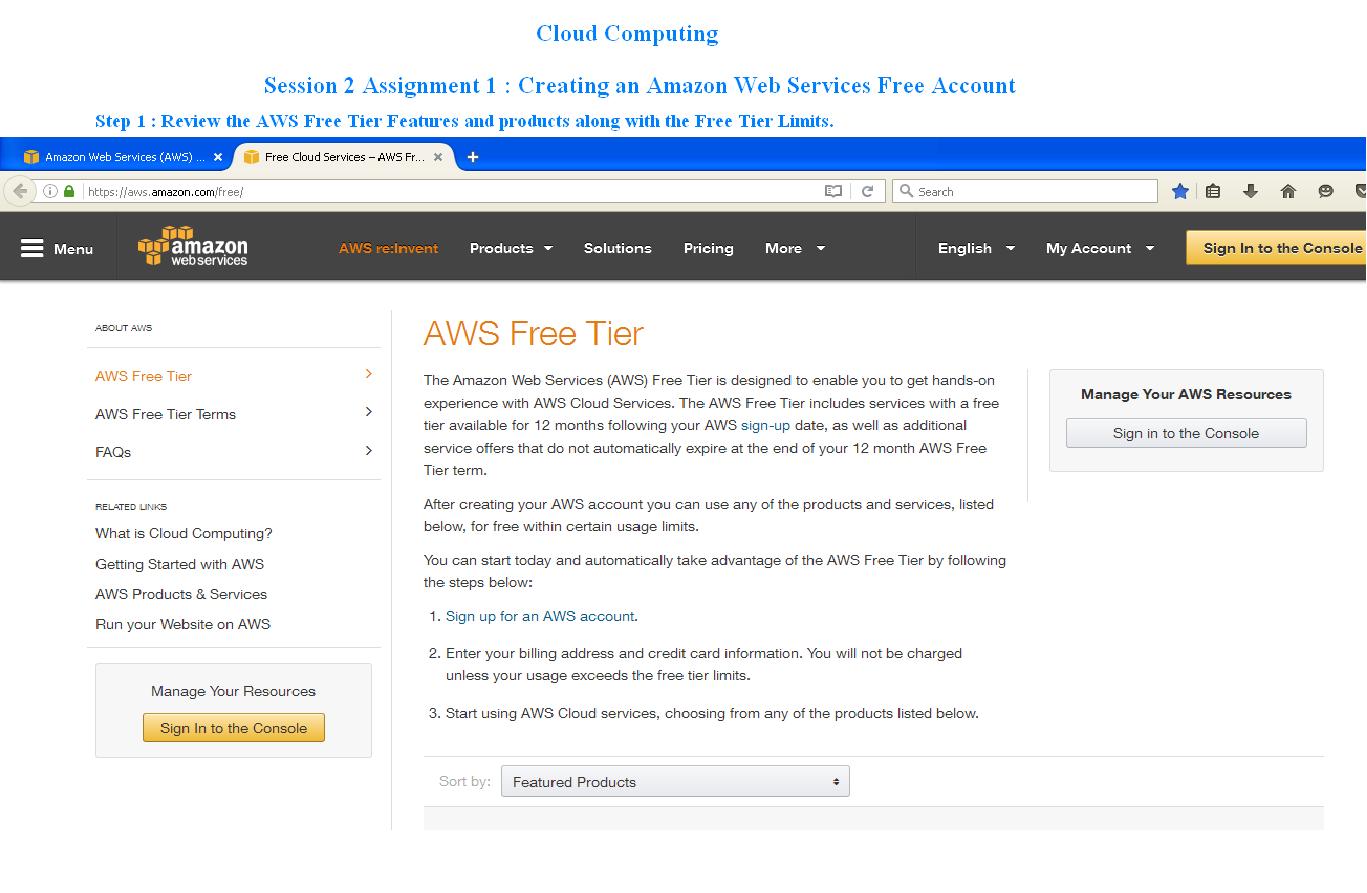 Cloud Computing
Session 2 Assignment 1 : Creating an Amazon Web Services Free Account
Step 1 : Review the AWS Free Tier Features and products along with the Free Tier Limits.
Amazon Web Services (AWS) ...
Free Cloud Services – AWS Fr...
https://aws.amazon.com/free/
Search
Menu
amazon
webservices
AWS re:Invent
Products
Solutions
Pricing
More
English
My Account
Sign In to the Console
ABOUT AWS
AWS Free Tier
AWS Free Tier Terms
FAQs
RELATED LINKS
What is Cloud Computing?
Getting Started with AWS
AWS Products & Services
Run your Website on AWS
Manage Your Resources
Sign In to the Console
AWS Free Tier
The Amazon Web Services (AWS) Free Tier is designed to enable you to get hands-on
experience with AWS Cloud Services. The AWS Free Tier includes services with a free
tier available for 12 months following your AWS sign-up date, as well as additional
service offers that do not automatically expire at the end of your 12 month AWS Free
Tier term.
After creating your AWS account you can use any of the products and services, listed
below, for free within certain usage limits.
You can start today and automatically take advantage of the AWS Free Tier by following
the steps below:
1. Sign up for an AWS account.
2. Enter your billing address and credit card information. You will not be charged
unless your usage exceeds the free tier limits.
3. Start using AWS Cloud services, choosing from any of the products listed below.
Sort by:
Featured Products
Manage Your AWS Resources
Sign in to the Console